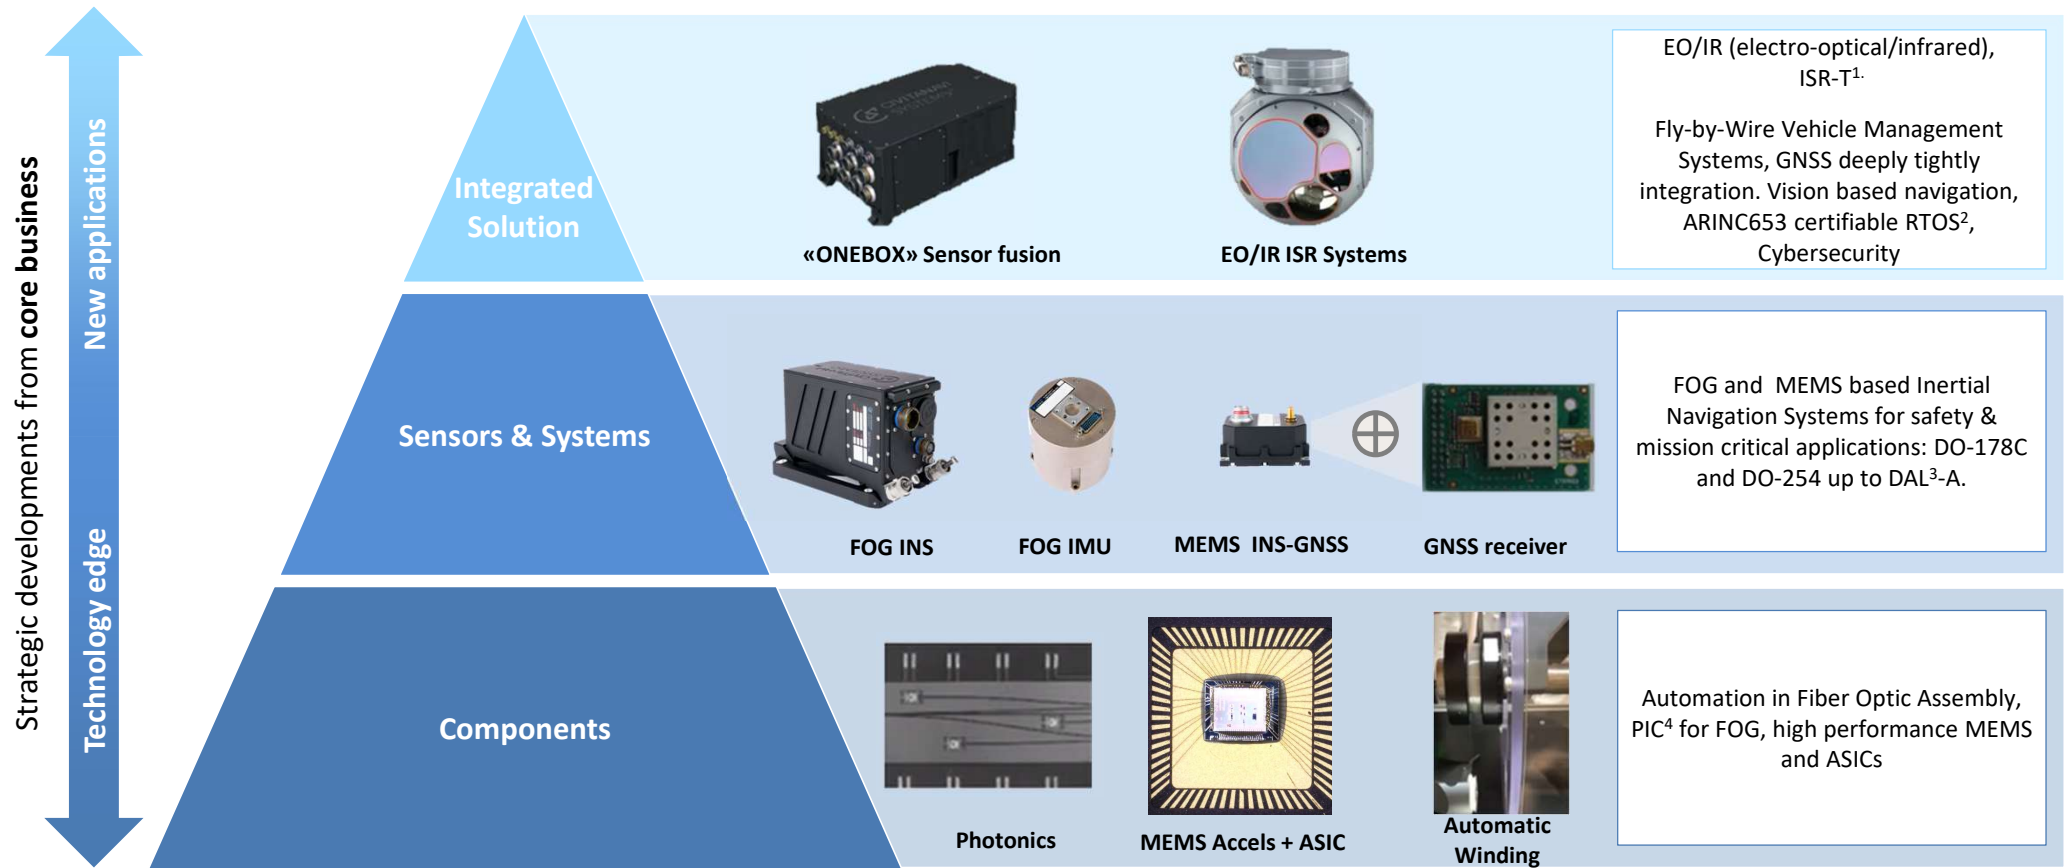 Strategic developments from core business
New applications
Technology edge
Integrated
Solution
CIVITANAVI
SYSTEMS
«ONEBOX» Sensor fusion
EO/IR ISR Systems
EO/IR (electro-optical/infrared),
ISR-T¹·
Fly-by-Wire Vehicle Management
Systems, GNSS deeply tightly
integration. Vision based navigation,
ARINC653 certifiable RTOS²,
Cybersecurity
Sensors & Systems
FOG INS
FOG IMU
MEMS INS-GNSS
GNSS receiver
FOG and MEMS based Inertial
Navigation Systems for safety &
mission critical applications: DO-178C
and DO-254 up to DAL³-A.
Components
Photonics
MEMS Accels + ASIC
Automatic
Winding
Automation in Fiber Optic Assembly,
PIC⁴ for FOG, high performance MEMS
and ASICs